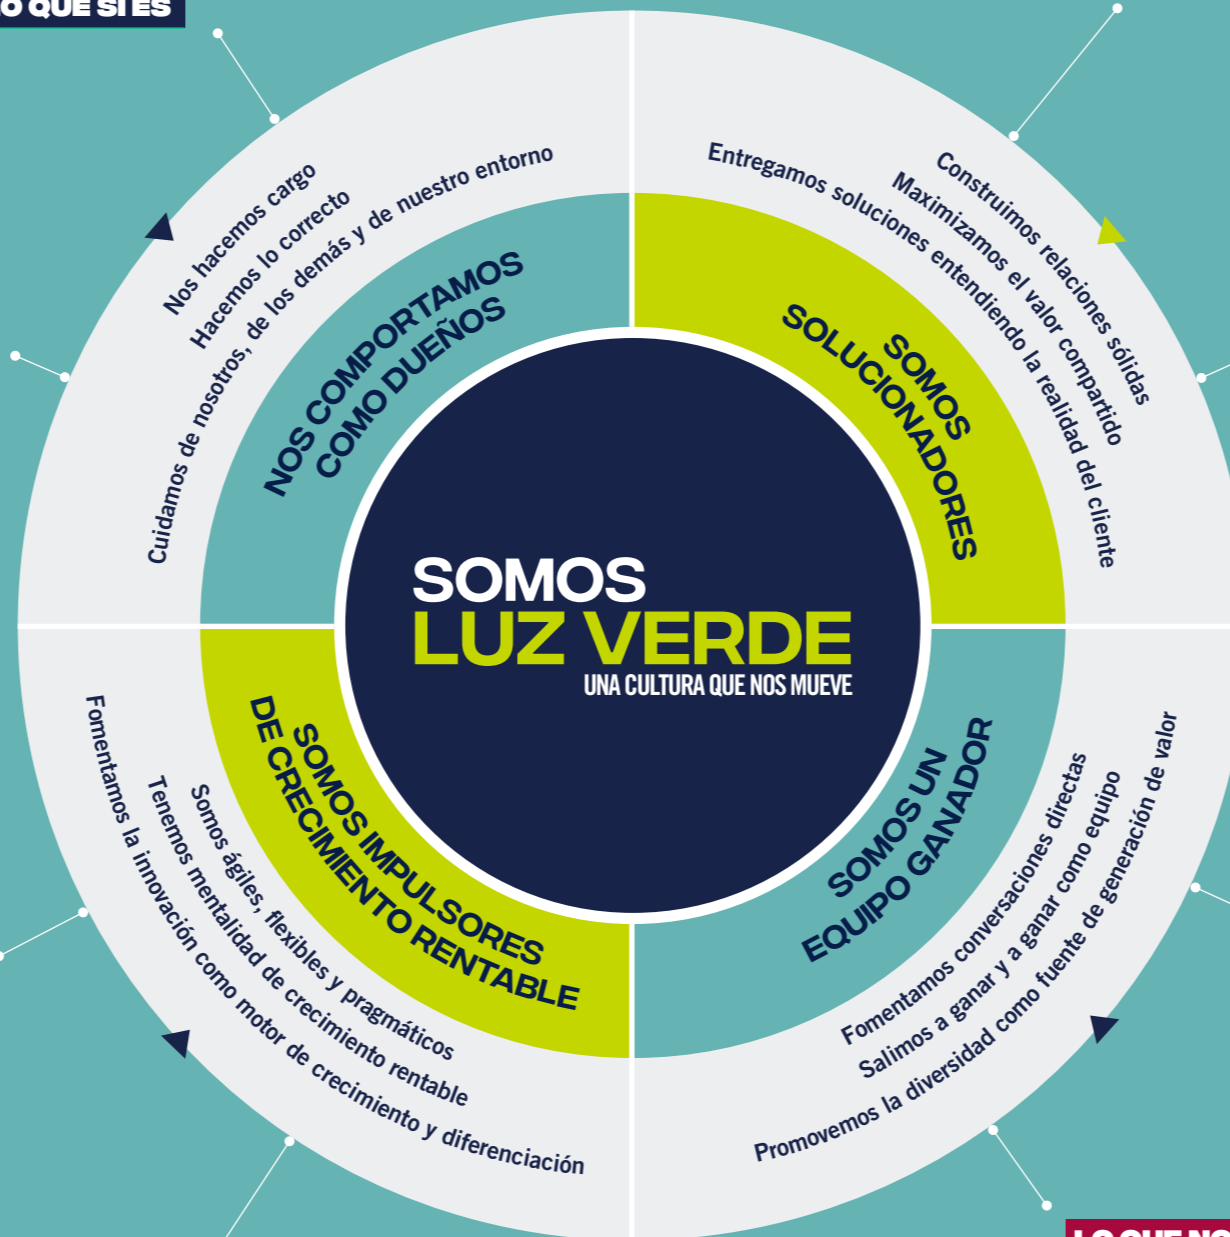 LO QUE SÍ ES
Nos hacemos cargo
Hacemos lo correcto
Cuidamos de nosotros, de los demás y de nuestro entorno
NOS COMPORTAMOS
COMO DUEÑOS
Construimos relaciones sólidas
Maximizamos el valor compartido
Entregamos soluciones entendiendo la realidad del cliente
SOMOS
SOLUCIONADORES
SOMOS
LUZ VERDE
UNA CULTURA QUE NOS MUEVE
SOMOS IMPULSORES
DE CRECIMIENTO RENTABLE
Somos ágiles, flexibles y pragmáticos
Tenemos mentalidad de crecimiento rentable
Fomentamos la innovación como motor de crecimiento y diferenciación
SOMOS UN
EQUIPO GANADOR
Fomentamos conversaciones directas
Salimos a ganar y a ganar como equipo
Promovemos la diversidad como fuente de generación de valor
LO QUE NO